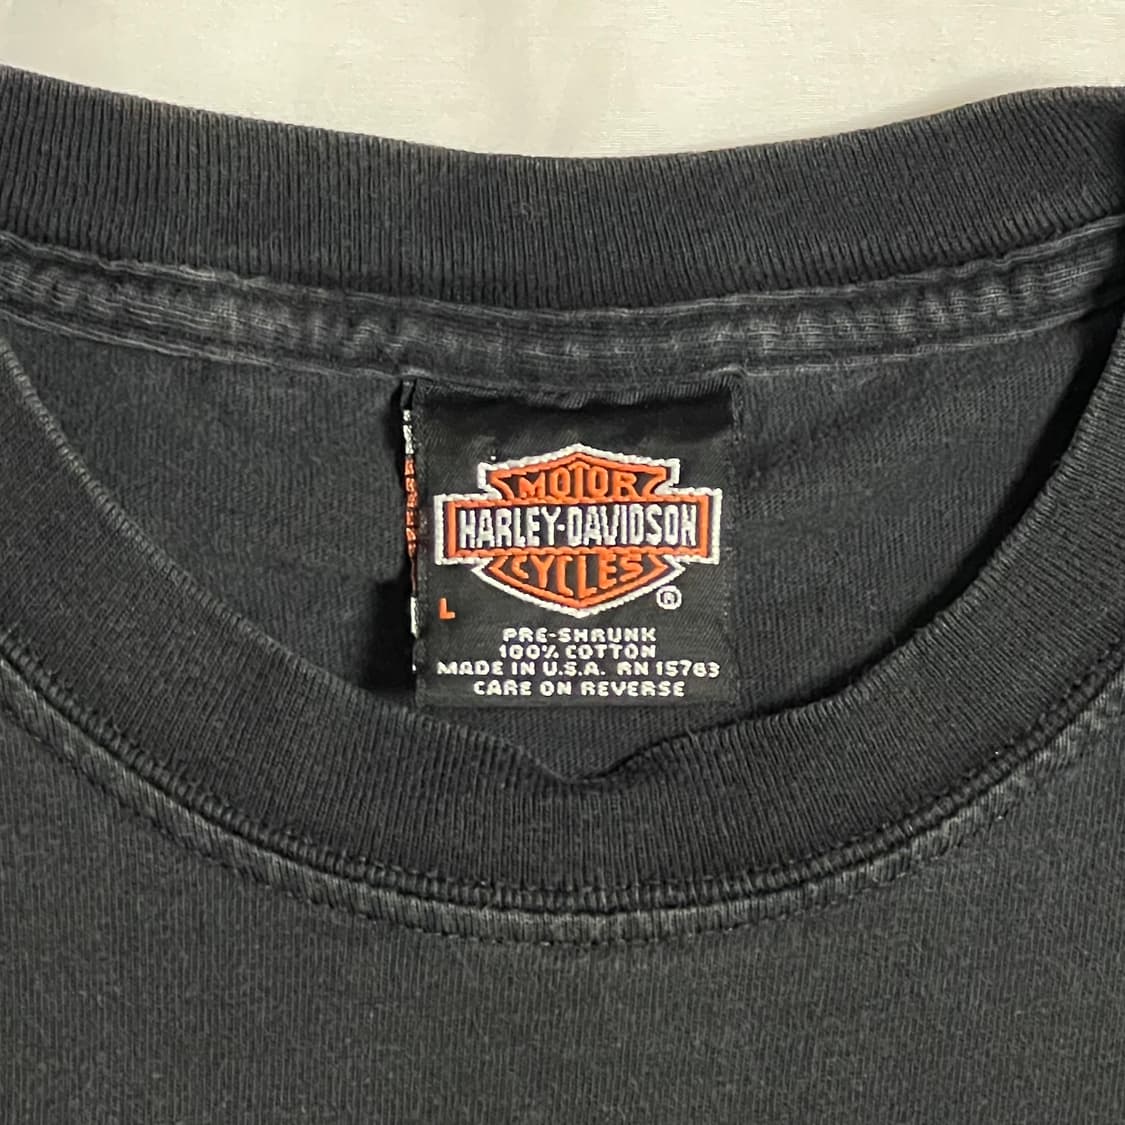 MOTOR
HARLEY-DAVIDSON
CYCLES
®
L
PRE-SHRUNK
100% COTTON
MADE IN U.S.A. RN 15763
CARE ON REVERSE